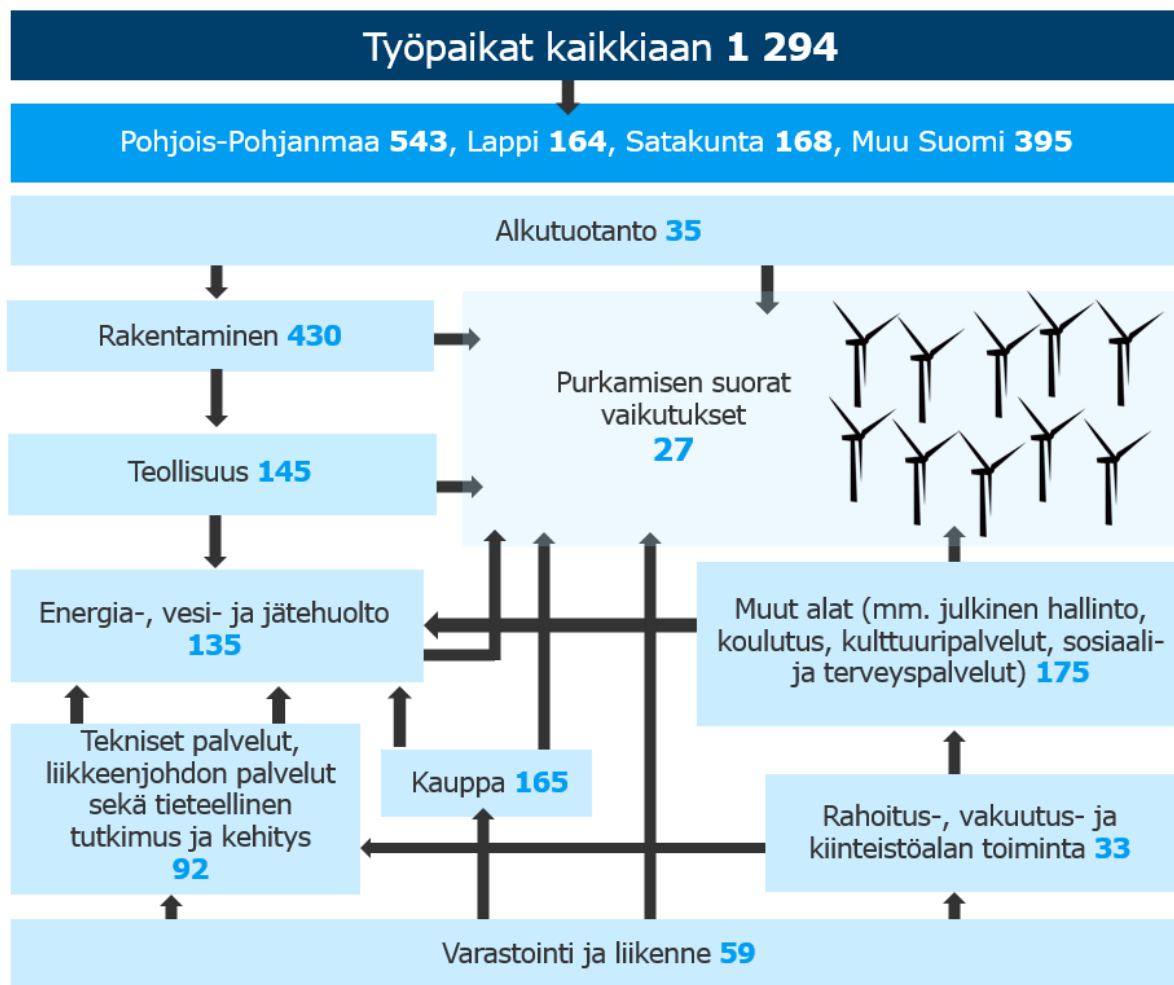 Työpaikat kaikkiaan 1 294
Pohjois-Pohjanmaa 543, Lappi 164, Satakunta 168, Muu Suomi 395
Alkutuotanto 35
Rakentaminen 430
Purkamisen suorat
vaikutukset
27
Teollisuus 145
Energia-, vesi- ja jätehuolto
135
Muut alat (mm. julkinen hallinto,
koulutus, kulttuuripalvelut, sosiaali-
ja terveyspalvelut) 175
Tekniset palvelut,
liikkeenjohdon palvelut
sekä tieteellinen
tutkimus ja kehitys
92
Kauppa 165
Rahoitus-, vakuutus- ja
kiinteistöalan toiminta 33
Varastointi ja liikenne 59